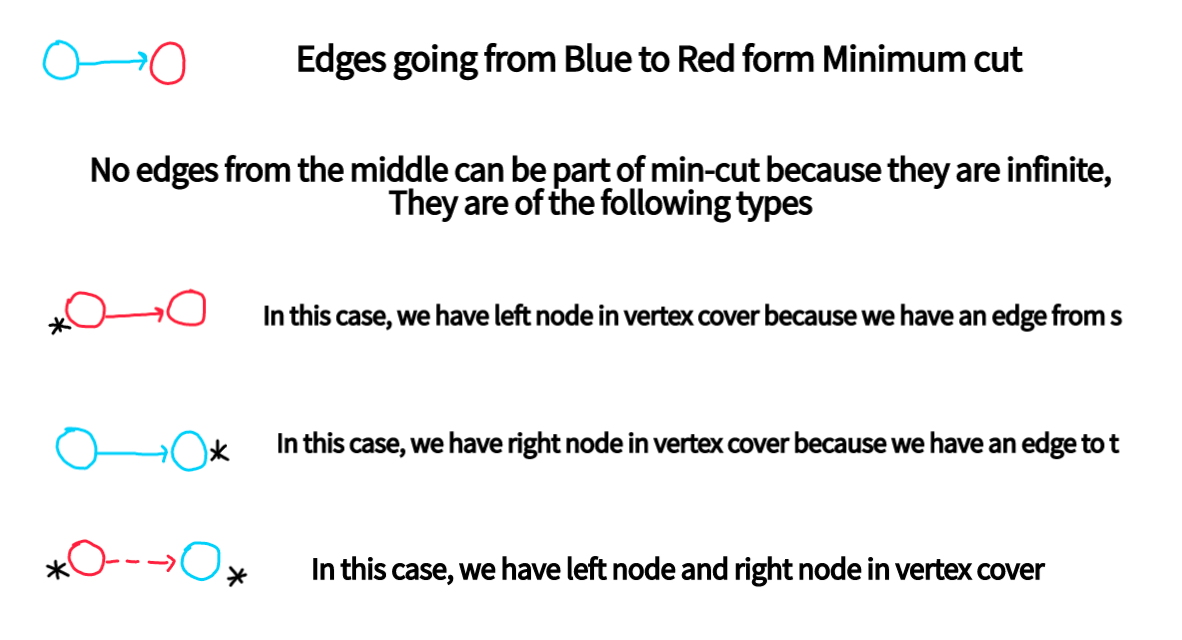 Edges going from Blue to Red form Minimum cut
No edges from the middle can be part of min-cut because they are infinite,
They are of the following types
In this case, we have left node in vertex cover because we have an edge from s
In this case, we have right node in vertex cover because we have an edge to t
In this case, we have left node and right node in vertex cover